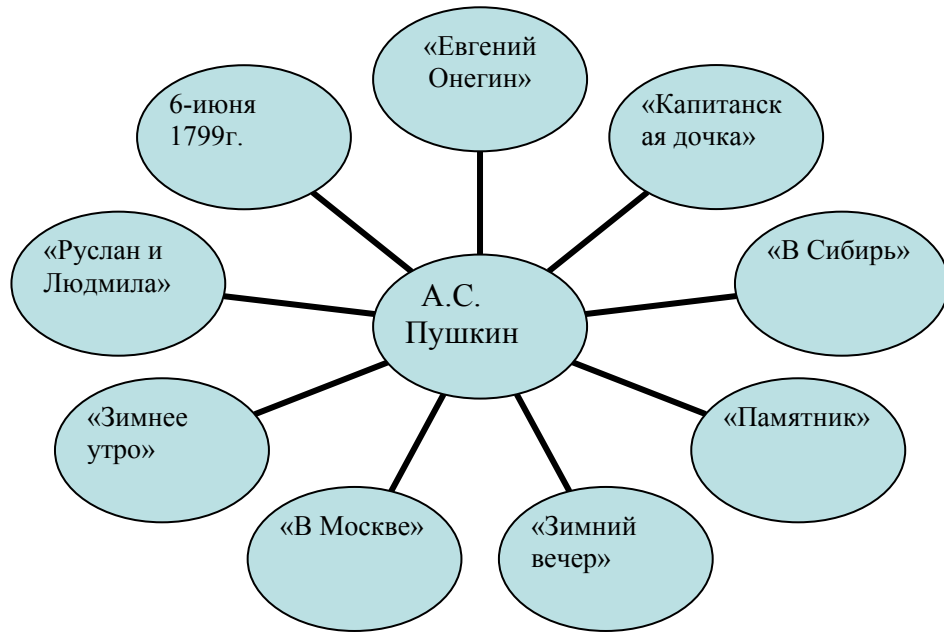 «Евгений
Онегин»
6-июня
1799г.
«Капитанск
ая дочка»
«Руслан и
Людмила»
«В Сибирь»
А.С.
Пушкин
«Зимнее
утро»
«Памятник»
«В Москве»
«Зимний
вечер»